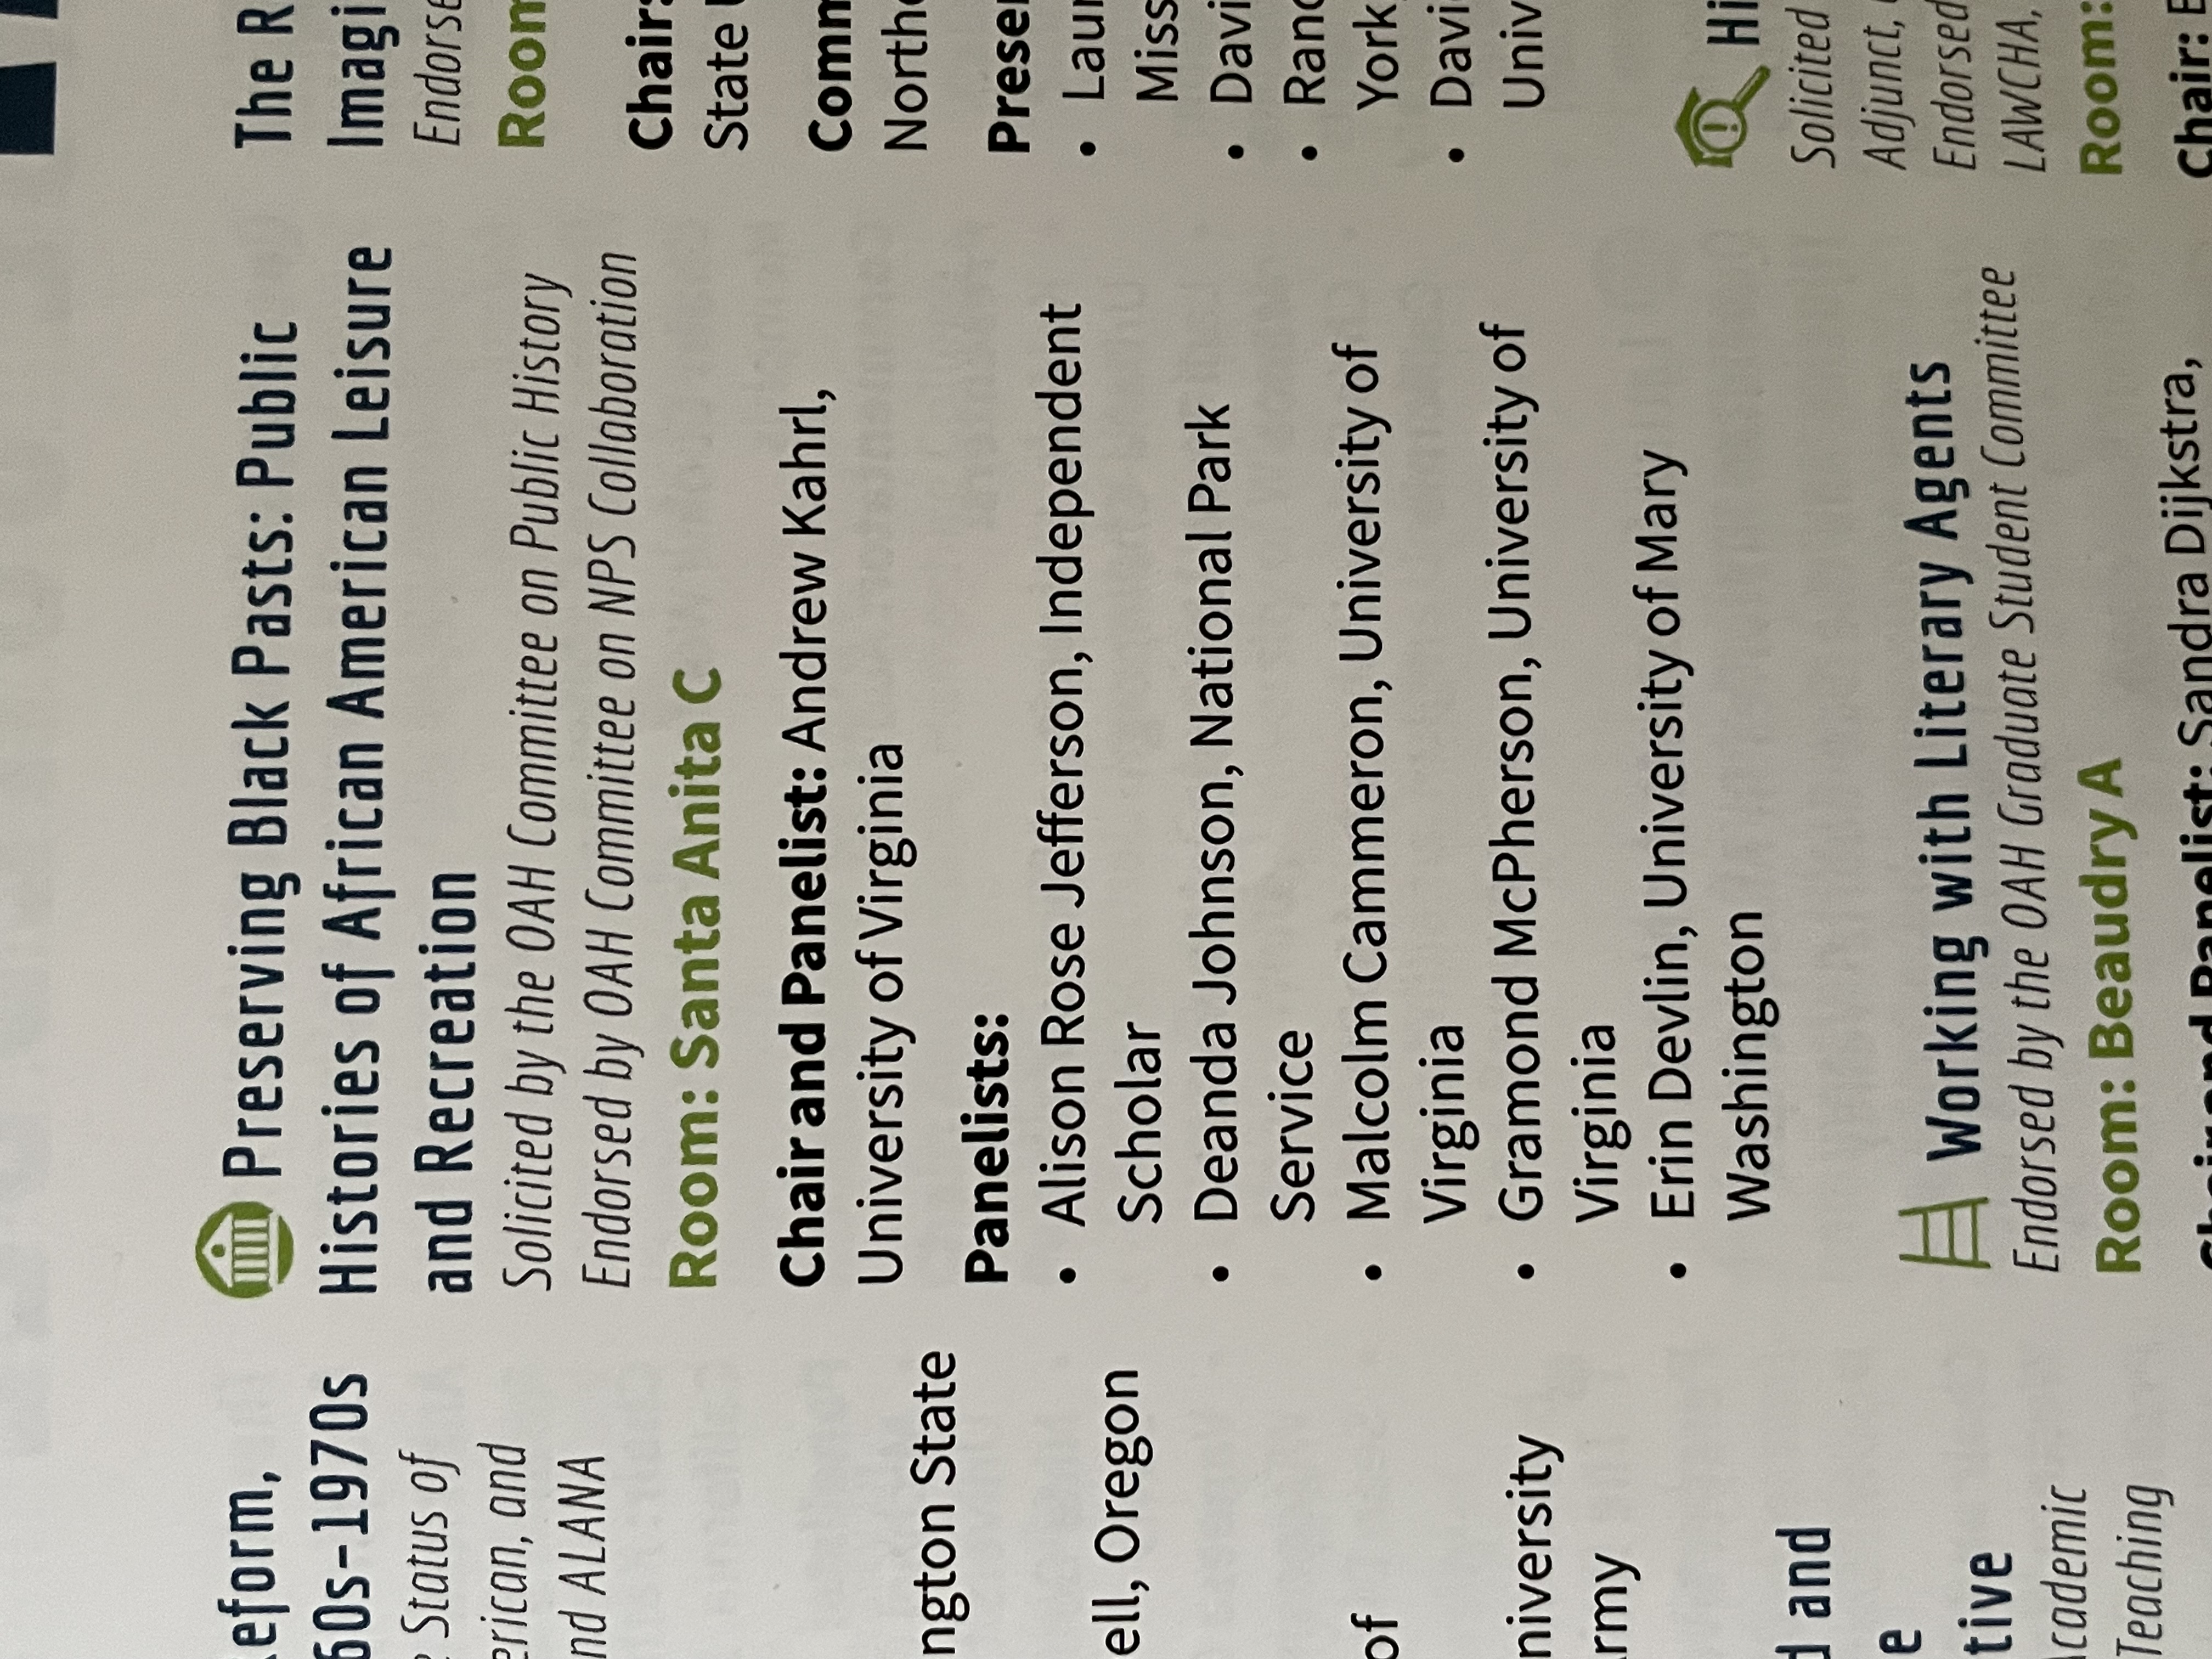 eform,
60s–1970s
Status of
erican, and
nd ALANA
ngton State
ell, Oregon
of
niversity
Army
d and
e
tive
Academic
Teaching
Preserving Black Pasts: Public
Histories of African American Leisure
and Recreation
Solicited by the OAH Committee on Public History
Endorsed by OAH Committee on NPS Collaboration
Room: Santa Anita C
Chair and Panelist: Andrew Kahrl,
University of Virginia
Panelists:
• Alison Rose Jefferson, Independent
Scholar
• Deanda Johnson, National Park
Service
• Malcolm Cammeron, University of
Virginia
• Gramond McPherson, University of
Virginia
• Erin Devlin, University of Mary
Washington
Working with Literary Agents
Endorsed by the OAH Graduate Student Committee
Room: Beaudry A
Chair and Panelist: Sandra Dijkstra,
The R
Imagi
Endorse
Room
Chair:
State U
Comm
Northe
Presen
• Laur
Miss
• Davi
• Rand
York,
• Davi
Univ
Hi
Solicited
Adjunct,
Endorsed
LAWCHA,
Room:
Chair: